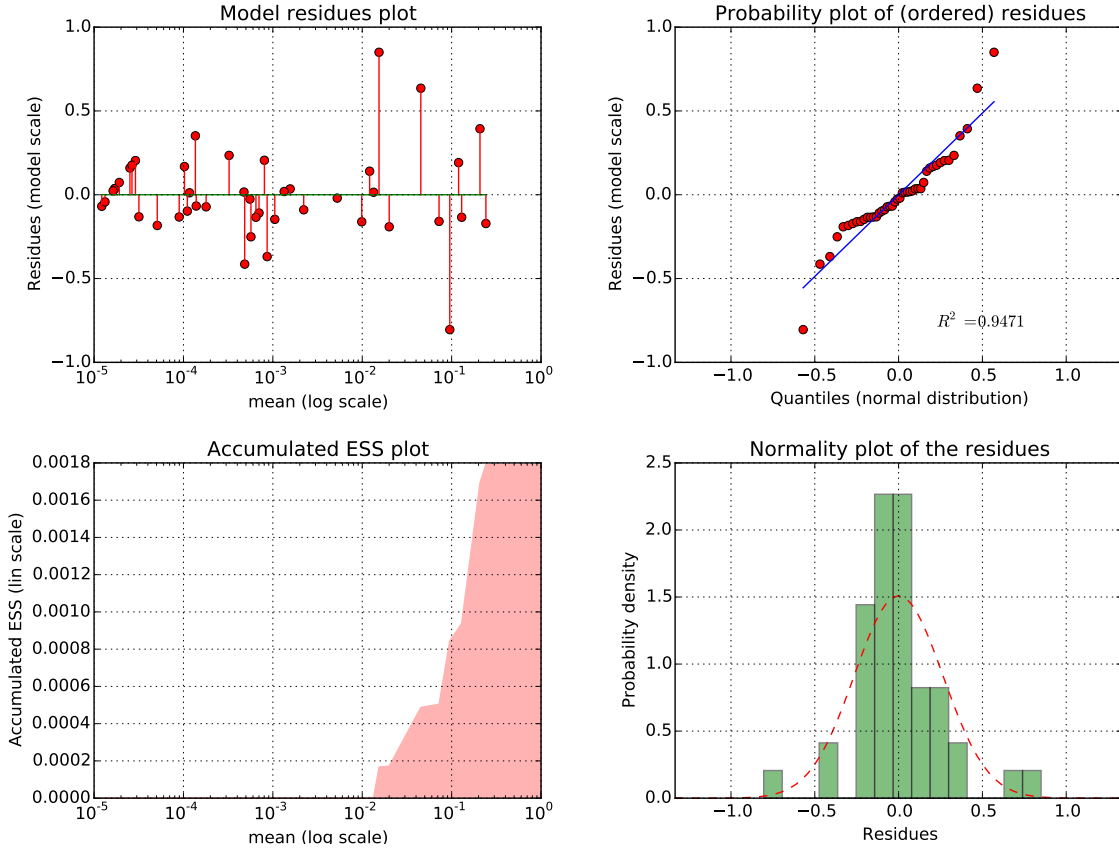 Model residues plot
1.0
0.5
0.0
−0.5
−1.0
Residues (model scale)
10^-5 10^-4 10^-3 10^-2 10^-1 10^0
mean (log scale)
Probability plot of (ordered) residues
1.0
0.5
0.0
−0.5
−1.0
Residues (model scale)
R^2 =0.9471
−1.0 −0.5 0.0 0.5 1.0
Quantiles (normal distribution)
Accumulated ESS plot
0.0018
0.0016
0.0014
0.0012
0.0010
0.0008
0.0006
0.0004
0.0002
0.0000
Accumulated ESS (lin scale)
10^-5 10^-4 10^-3 10^-2 10^-1 10^0
mean (log scale)
Normality plot of the residues
2.5
2.0
1.5
1.0
0.5
0.0
Probability density
−1.0 −0.5 0.0 0.5 1.0
Residues